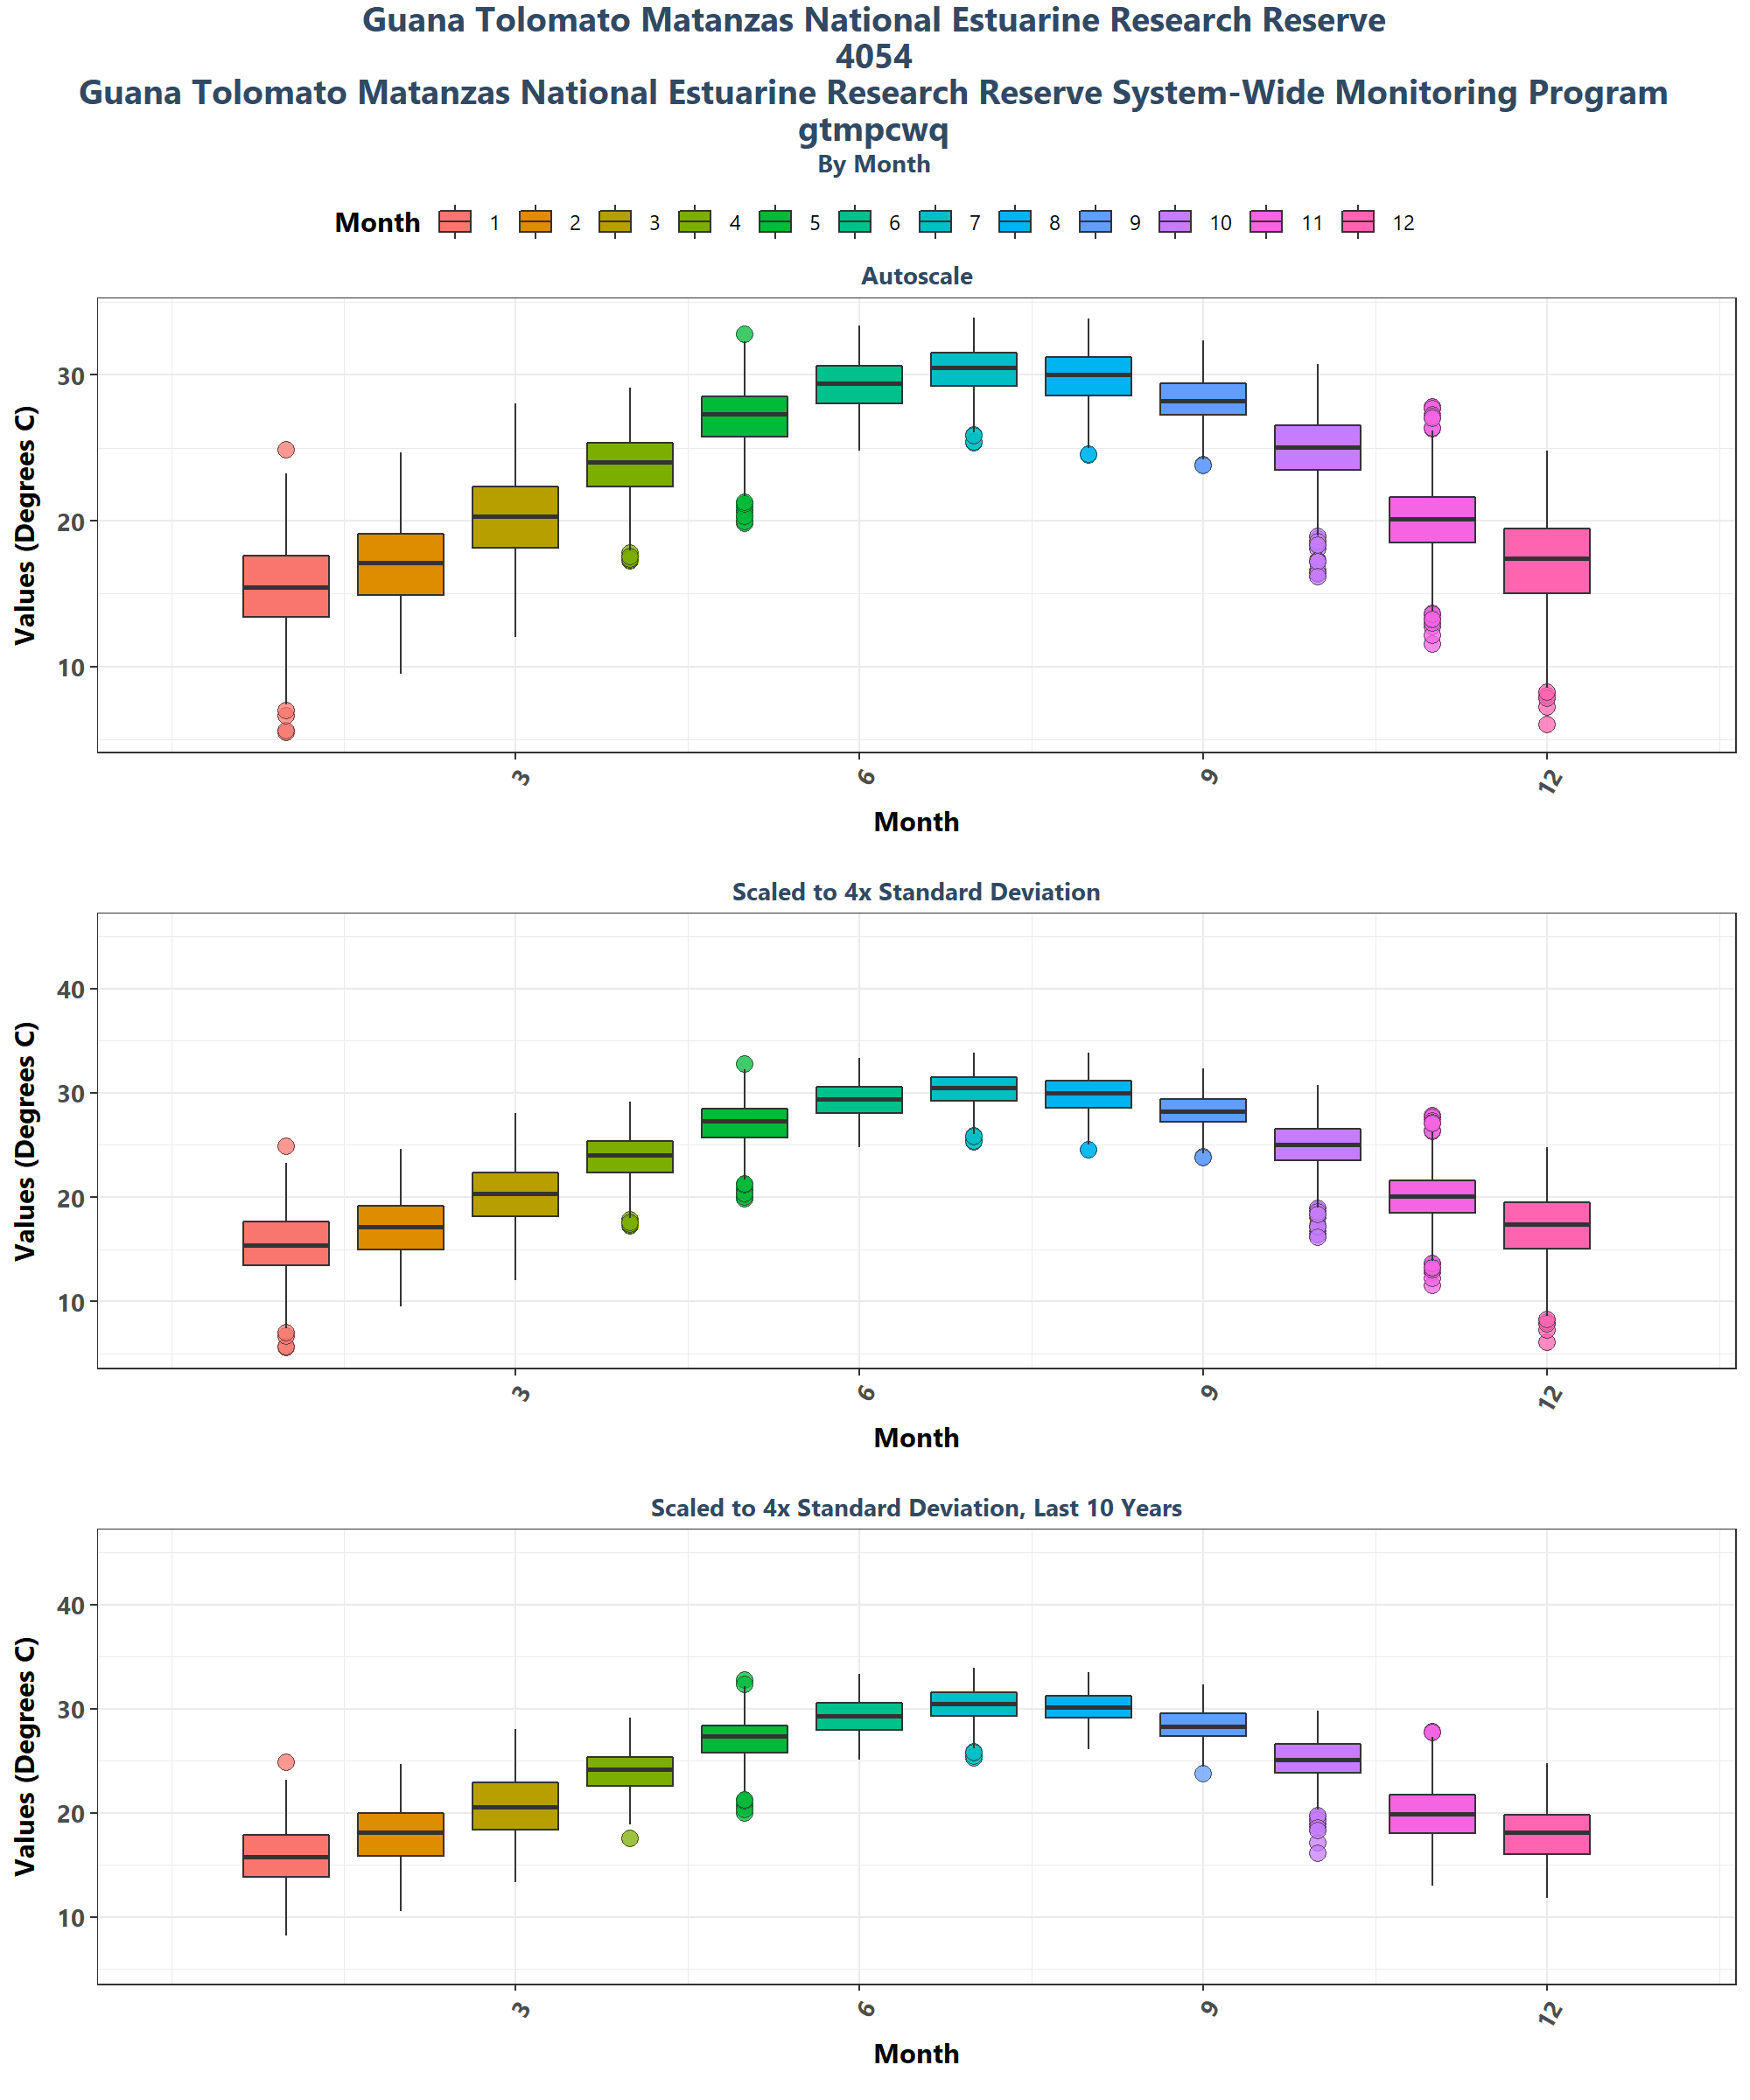 Guana Tolomato Matanzas National Estuarine Research Reserve
4054
Guana Tolomato Matanzas National Estuarine Research Reserve System-Wide Monitoring Program
gtmpcwq
By Month
Month 1 2 3 4 5 6 7 8 9 10 11 12
Autoscale
Values (Degrees C)
30
20
10
3 6 9 12
Month
Scaled to 4x Standard Deviation
Values (Degrees C)
40
30
20
10
3 6 9 12
Month
Scaled to 4x Standard Deviation, Last 10 Years
Values (Degrees C)
40
30
20
10
3 6 9 12
Month